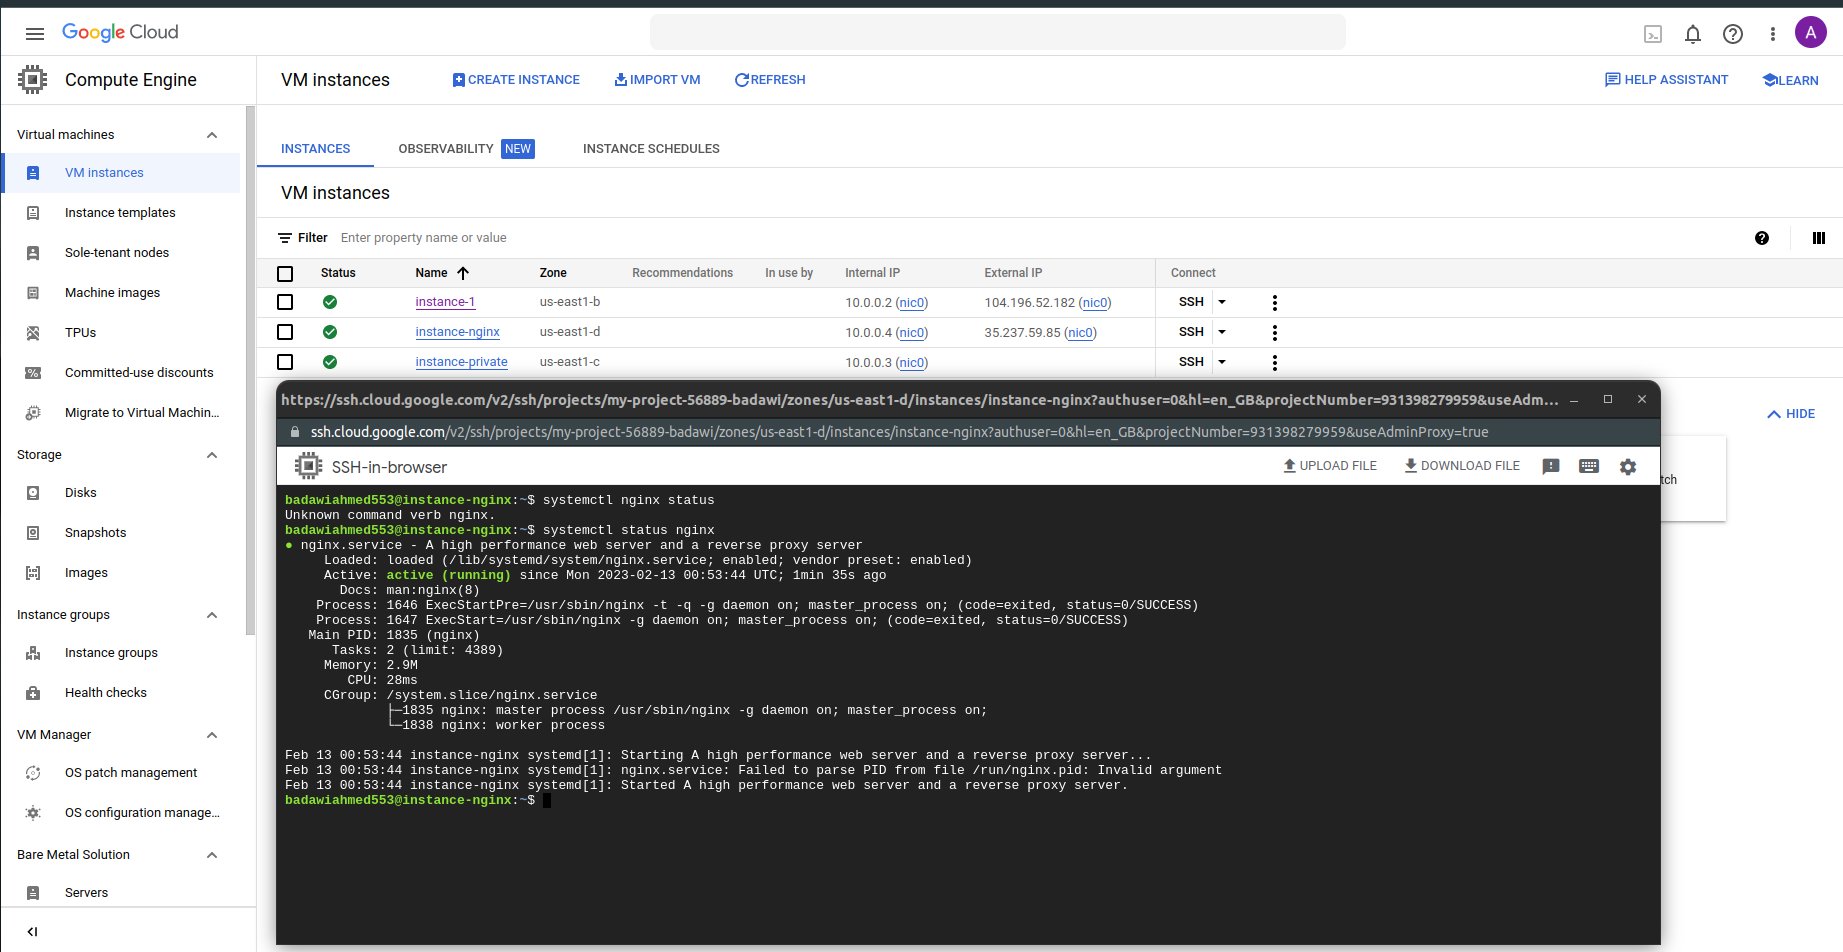 Google Cloud
A
Compute Engine
VM instances
CREATE INSTANCE
IMPORT VM
REFRESH
HELP ASSISTANT
LEARN
Virtual machines
VM instances
Instance templates
Sole-tenant nodes
Machine images
TPUs
Committed-use discounts
Migrate to Virtual Machin...
Storage
Disks
Snapshots
Images
Instance groups
Instance groups
Health checks
VM Manager
OS patch management
OS configuration manage...
Bare Metal Solution
Servers
INSTANCES OBSERVABILITY NEW INSTANCE SCHEDULES
VM instances
Filter Enter property name or value
Status Name Zone Recommendations In use by Internal IP External IP Connect
instance-1 us-east1-b 10.0.0.2 (nic0) 104.196.52.182 (nic0) SSH
instance-nginx us-east1-d 10.0.0.4 (nic0) 35.237.59.85 (nic0) SSH
instance-private us-east1-c 10.0.0.3 (nic0) SSH
HIDE
tch
https://ssh.cloud.google.com/v2/ssh/projects/my-project-56889-badawi/zones/us-east1-d/instances/instance-nginx?authuser=0&hl=en_GB&projectNumber=931398279959&useAdm...
ssh.cloud.google.com/v2/ssh/projects/my-project-56889-badawi/zones/us-east1-d/instances/instance-nginx?authuser=0&hl=en_GB&projectNumber=931398279959&useAdminProxy=true
SSH-in-browser UPLOAD FILE DOWNLOAD FILE
badawiahmed553@instance-nginx:~$ systemctl nginx status
Unknown command verb nginx.
badawiahmed553@instance-nginx:~$ systemctl status nginx
● nginx.service - A high performance web server and a reverse proxy server
Loaded: loaded (/lib/systemd/system/nginx.service; enabled; vendor preset: enabled)
Active: active (running) since Mon 2023-02-13 00:53:44 UTC; 1min 35s ago
Docs: man:nginx(8)
Process: 1646 ExecStartPre=/usr/sbin/nginx -t -q -g daemon on; master_process on; (code=exited, status=0/SUCCESS)
Process: 1647 ExecStart=/usr/sbin/nginx -g daemon on; master_process on; (code=exited, status=0/SUCCESS)
Main PID: 1835 (nginx)
Tasks: 2 (limit: 4389)
Memory: 2.9M
CPU: 28ms
CGroup: /system.slice/nginx.service
├─1835 nginx: master process /usr/sbin/nginx -g daemon on; master_process on;
└─1838 nginx: worker process
Feb 13 00:53:44 instance-nginx systemd[1]: Starting A high performance web server and a reverse proxy server...
Feb 13 00:53:44 instance-nginx systemd[1]: nginx.service: Failed to parse PID from file /run/nginx.pid: Invalid argument
Feb 13 00:53:44 instance-nginx systemd[1]: Started A high performance web server and a reverse proxy server.
badawiahmed553@instance-nginx:~$